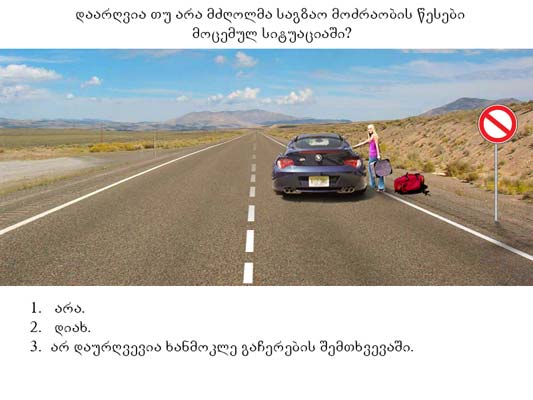 დაარღვია თუ არა მძღოლმა საგზაო მოძრაობის წესები
მოცემულ სიტუაციაში?
1. არა.
2. დიახ.
3. არ დაურღვევია ხანმოკლე გაჩერების შემთხვევაში.